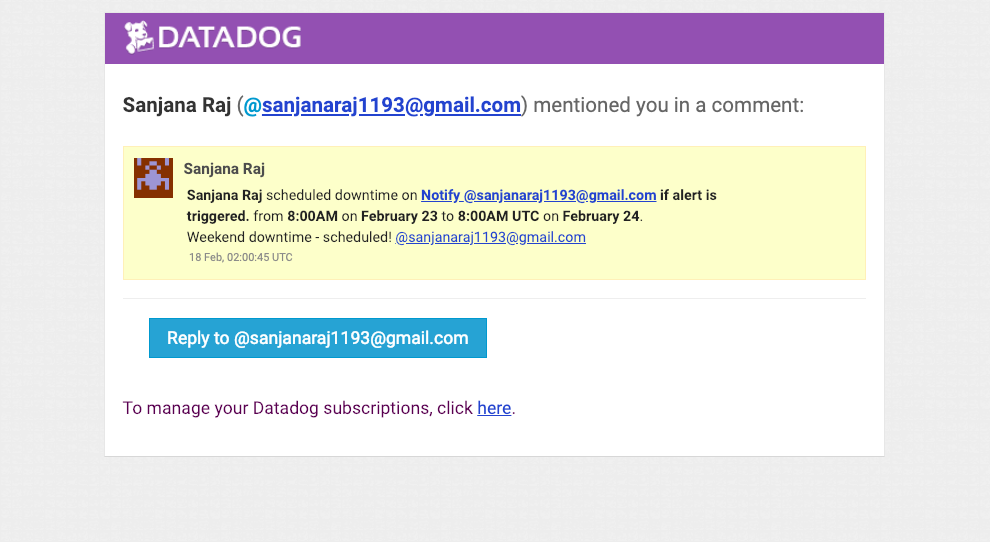 DATADOG
Sanjana Raj (@sanjanaraj1193@gmail.com) mentioned you in a comment:
Sanjana Raj
Sanjana Raj scheduled downtime on Notify @sanjanaraj1193@gmail.com if alert is
triggered. from 8:00AM on February 23 to 8:00AM UTC on February 24.
Weekend downtime - scheduled! @sanjanaraj1193@gmail.com
18 Feb, 02:00:45 UTC
Reply to @sanjanaraj1193@gmail.com
To manage your Datadog subscriptions, click here.